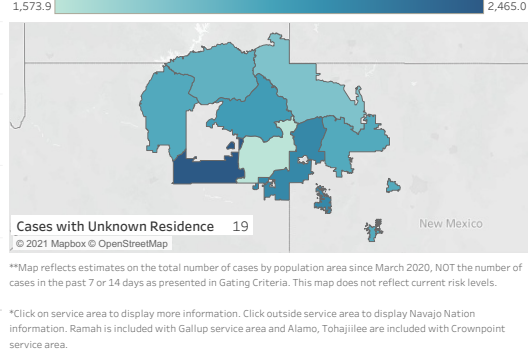 1,573.9 2,465.0
Cases with Unknown Residence 19
New Mexico
© 2021 Mapbox © OpenStreetMap
**Map reflects estimates on the total number of cases by population area since March 2020, NOT the number of
cases in the past 7 or 14 days as presented in Gating Criteria. This map does not reflect current risk levels.
*Click on service area to display more information. Click outside service area to display Navajo Nation
information. Ramah is included with Gallup service area and Alamo, Tohajiilee are included with Crownpoint
service area.